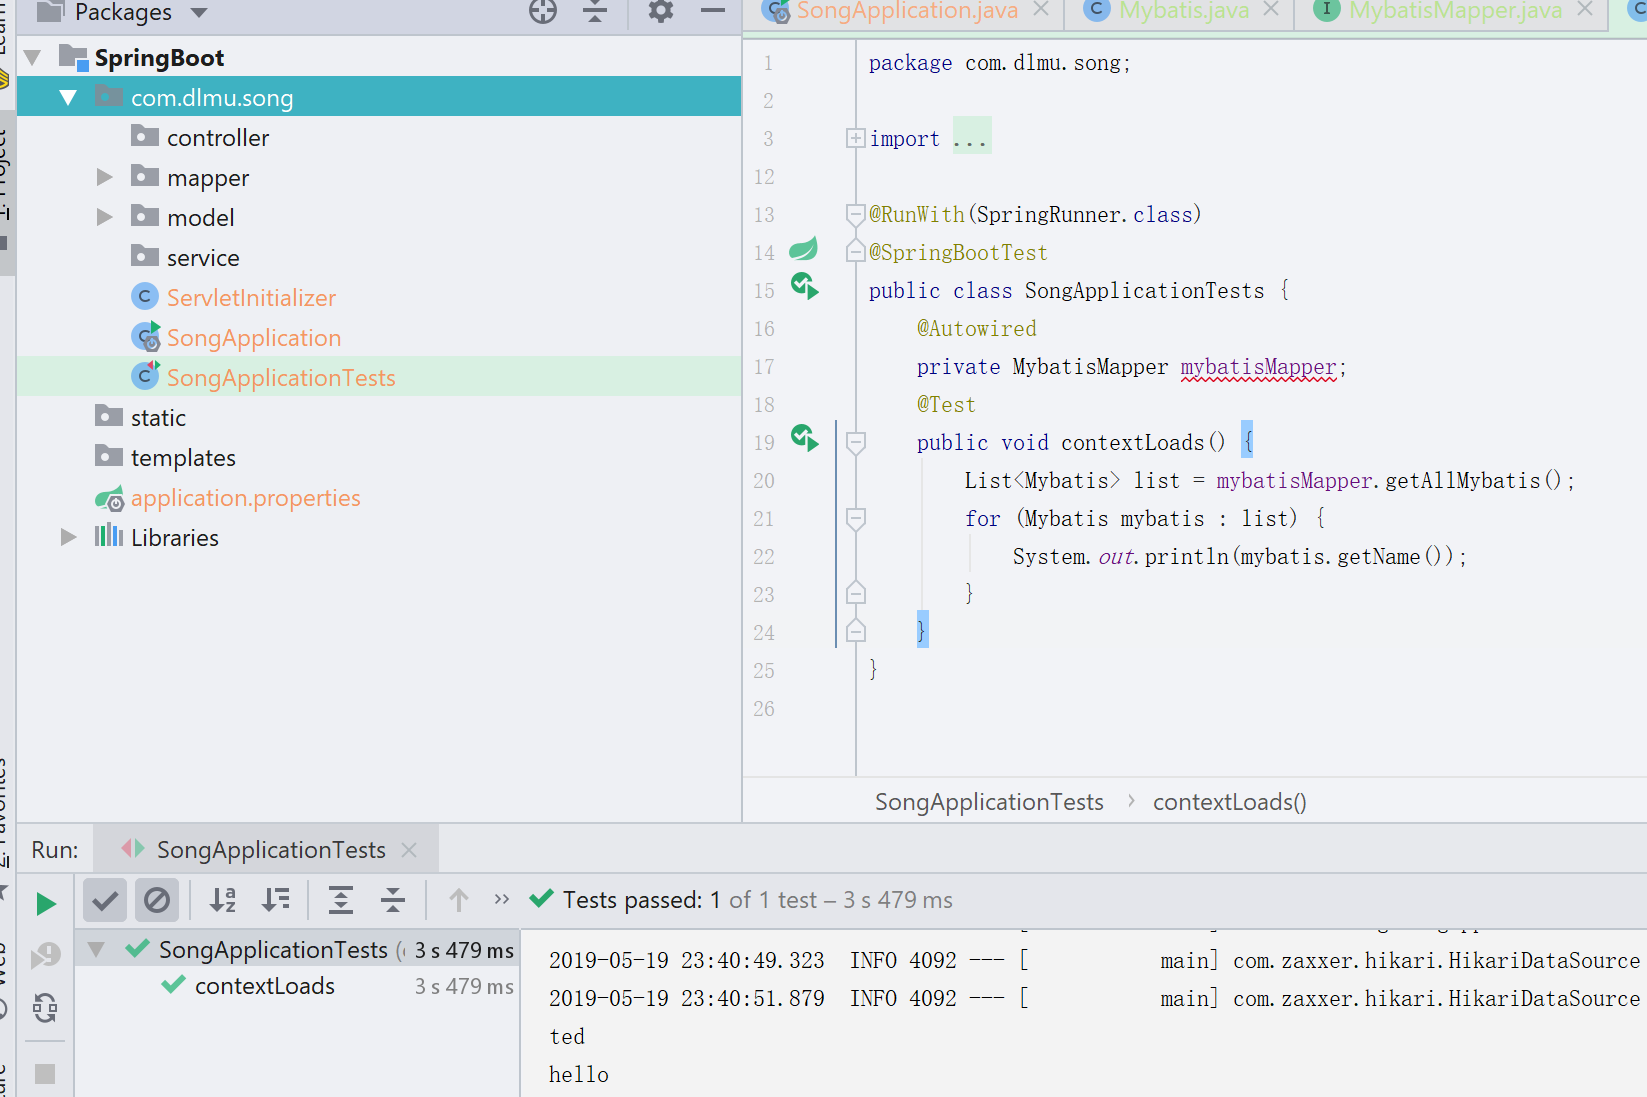 Packages
SpringBoot
com.dlmu.song
controller
mapper
model
service
ServletInitializer
SongApplication
SongApplicationTests
static
templates
application.properties
Libraries
SongApplication.java
Mybatis.java
MybatisMapper.java
1 package com.dlmu.song;
2
3 import ...
12
13 @RunWith(SpringRunner.class)
14 @SpringBootTest
15 public class SongApplicationTests {
16 @Autowired
17 private MybatisMapper mybatisMapper;
18 @Test
19 public void contextLoads() {
20 List<Mybatis> list = mybatisMapper.getAllMybatis();
21 for (Mybatis mybatis : list) {
22 System.out.println(mybatis.getName());
23 }
24 }
25 }
26
SongApplicationTests › contextLoads()
Run: SongApplicationTests
Tests passed: 1 of 1 test – 3 s 479 ms
SongApplicationTests ( 3 s 479 ms
contextLoads 3 s 479 ms
2019-05-19 23:40:49.323 INFO 4092 --- [ main] com.zaxxer.hikari.HikariDataSource
2019-05-19 23:40:51.879 INFO 4092 --- [ main] com.zaxxer.hikari.HikariDataSource
ted
hello